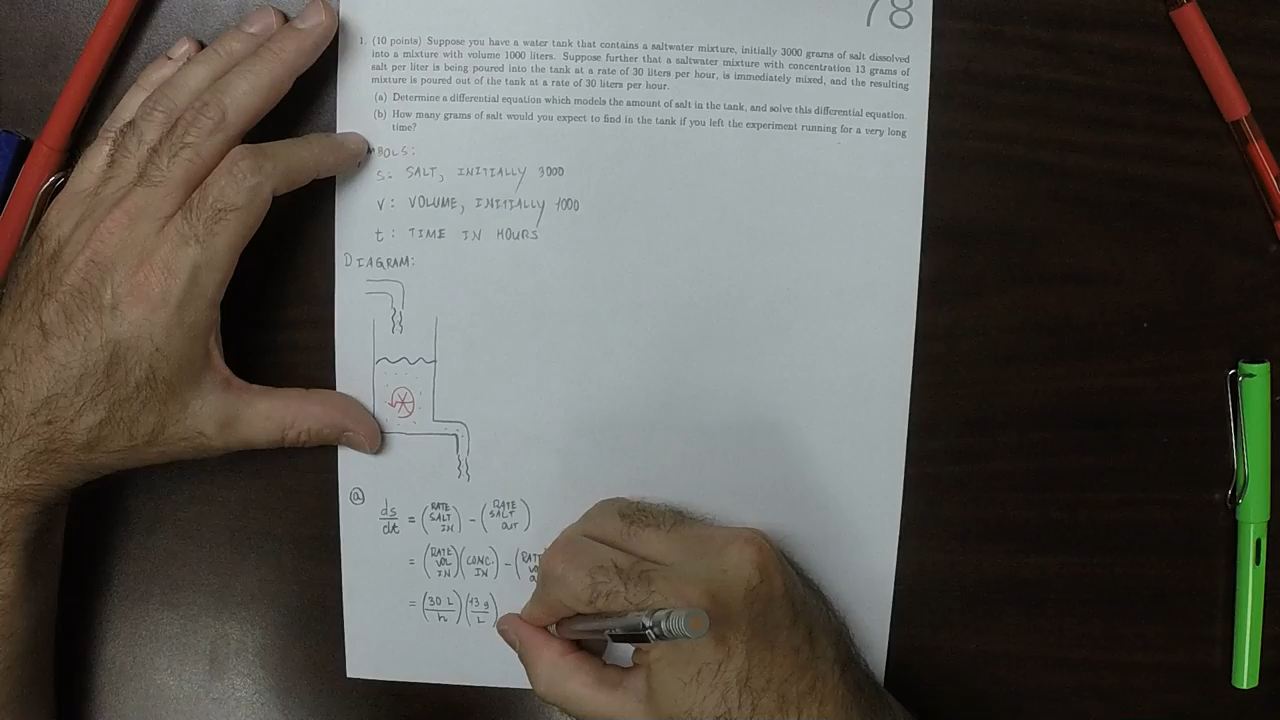 78
1. (10 points) Suppose you have a water tank that contains a saltwater mixture, initially 3000 grams of salt dissolved
into a mixture with volume 1000 liters. Suppose further that a saltwater mixture with concentration 13 grams of
salt per liter is being poured into the tank at a rate of 30 liters per hour, is immediately mixed, and the resulting
mixture is poured out of the tank at a rate of 30 liters per hour.
(a) Determine a differential equation which models the amount of salt in the tank, and solve this differential equation.
(b) How many grams of salt would you expect to find in the tank if you left the experiment running for a very long
time?
MBOLS:
S: SALT, INITIALLY 3000
V: VOLUME, INITIALLY 1000
t: TIME IN HOURS
DIAGRAM:
ⓐ
ds/dt = (RATE SALT IN) - (RATE SALT OUT)
= (RATE VOL IN)(CONC. IN) - (RATE
= (30 L/h)(13 g/L)